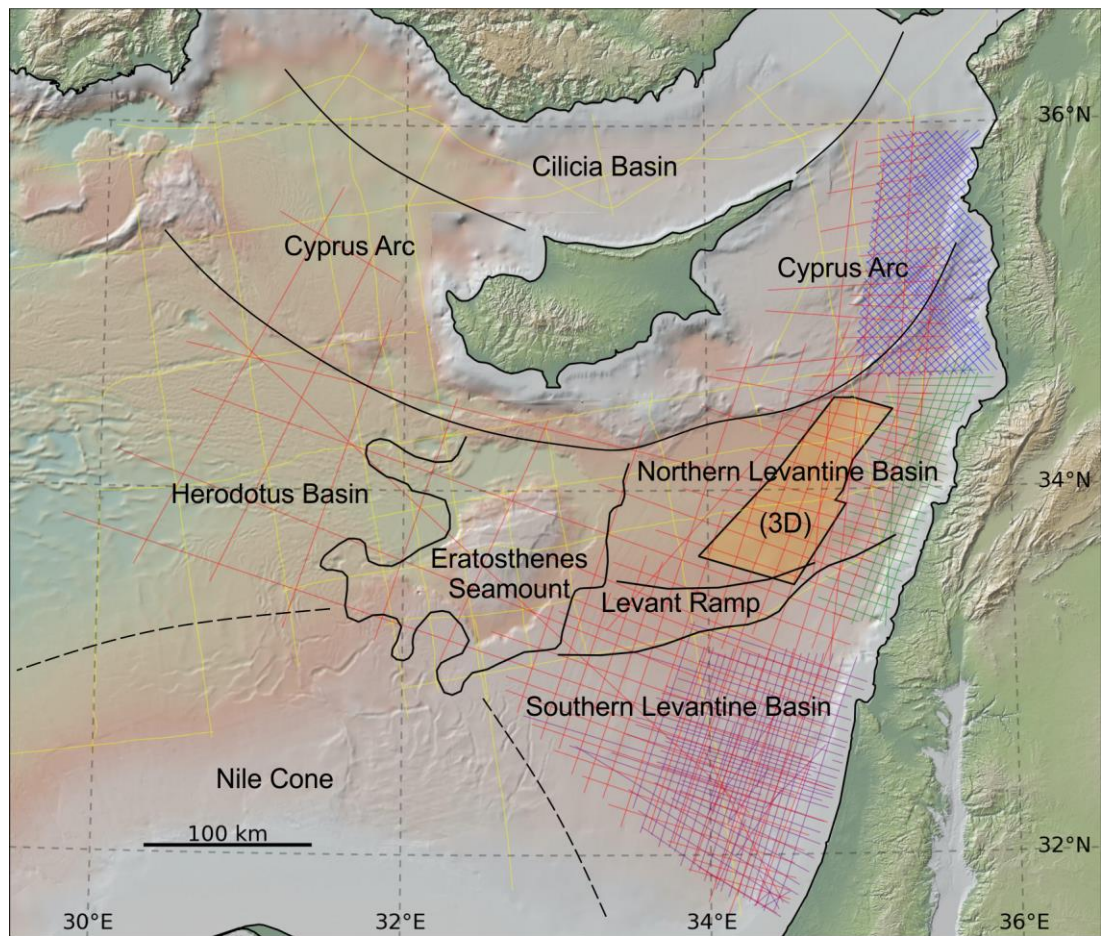 36°N
Cilicia Basin
Cyprus Arc
Cyprus Arc
Northern Levantine Basin
34°N
Herodotus Basin
(3D)
Eratosthenes
Seamount
Levant Ramp
Southern Levantine Basin
Nile Cone
100 km
32°N
30°E
32°E
34°E
36°E